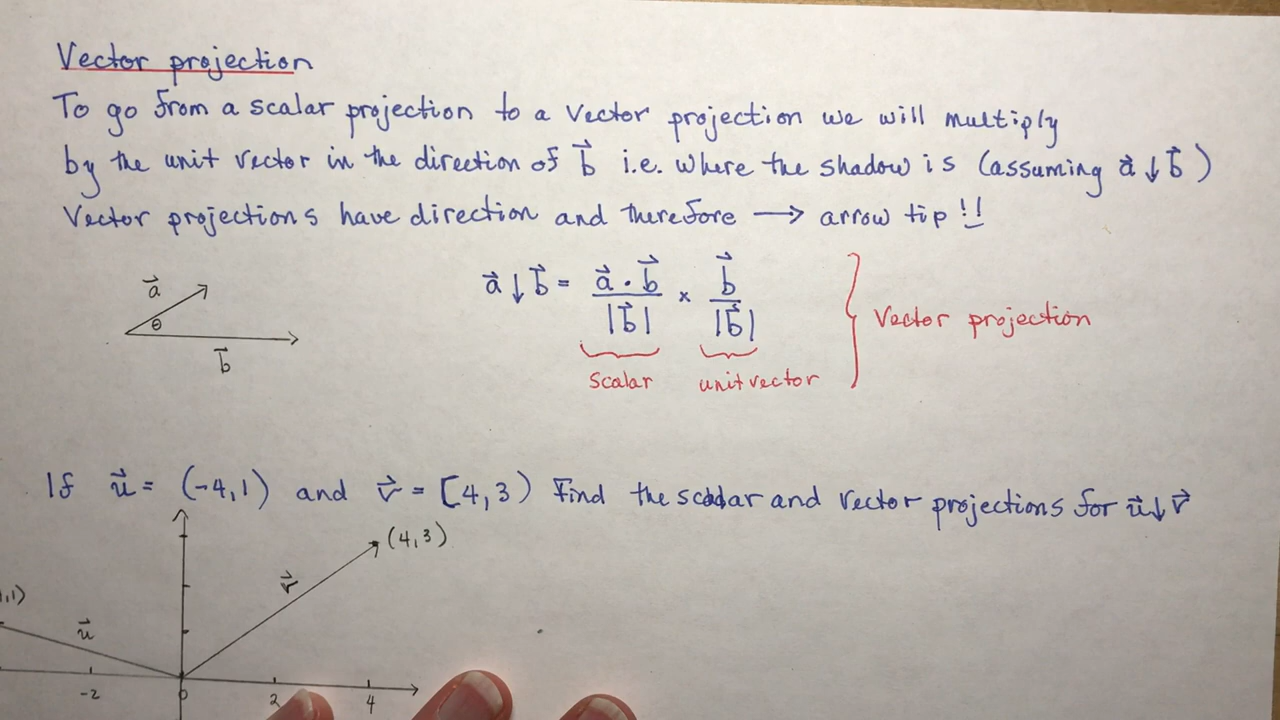 Vector projection
To go from a scalar projection to a vector projection we will multiply
by the unit vector in the direction of b⃗ i.e. where the shadow is (assuming a⃗ ↓ b⃗ )
Vector projections have direction and therefore → arrow tip !!
a⃗
θ
b⃗
a⃗ ↓ b⃗ = a⃗ · b⃗ / |b⃗| × b⃗ / |b⃗|
scalar
unit vector
Vector projection
If u⃗ = (-4,1) and v⃗ = [4,3) Find the scalar and vector projections for u⃗ ↓ v⃗
(4,3)
v⃗
,1)
u⃗
-2
0
2
4